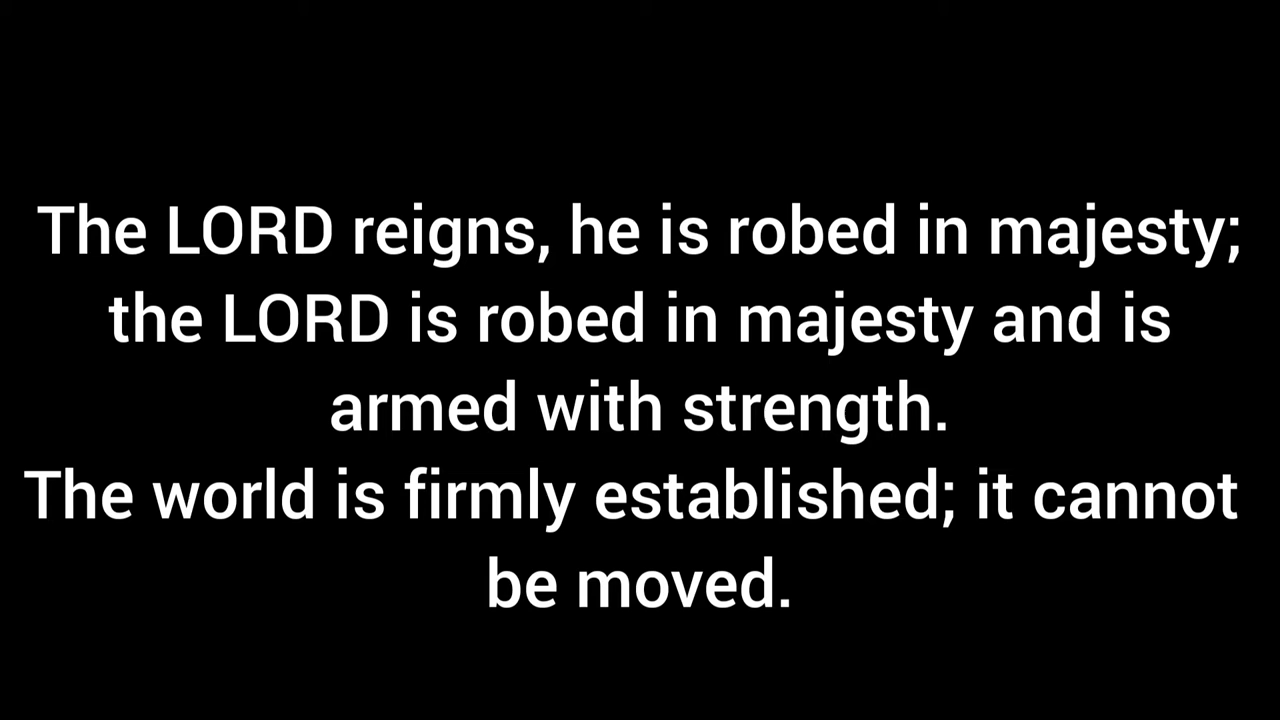 The LORD reigns, he is robed in majesty;
the LORD is robed in majesty and is
armed with strength.
The world is firmly established; it cannot
be moved.